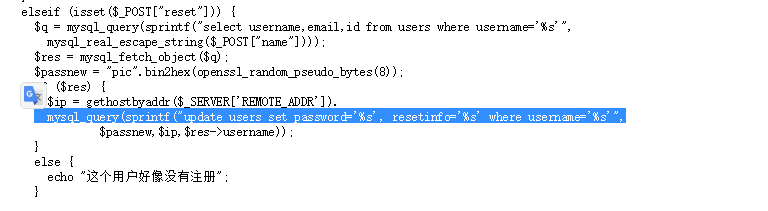 elseif (isset($_POST["reset"])) {
$q = mysql_query(sprintf("select username,email,id from users where username='%s'",
mysql_real_escape_string($_POST["name"])));
$res = mysql_fetch_object($q);
$passnew = "pic".bin2hex(openssl_random_pseudo_bytes(8));
($res) {
$ip = gethostbyaddr($_SERVER['REMOTE_ADDR']).
mysql_query(sprintf("update users set password='%s', resetinfo='%s' where username='%s'",
$passnew,$ip,$res->username));
}
else {
echo "这个用户好像没有注册";
}